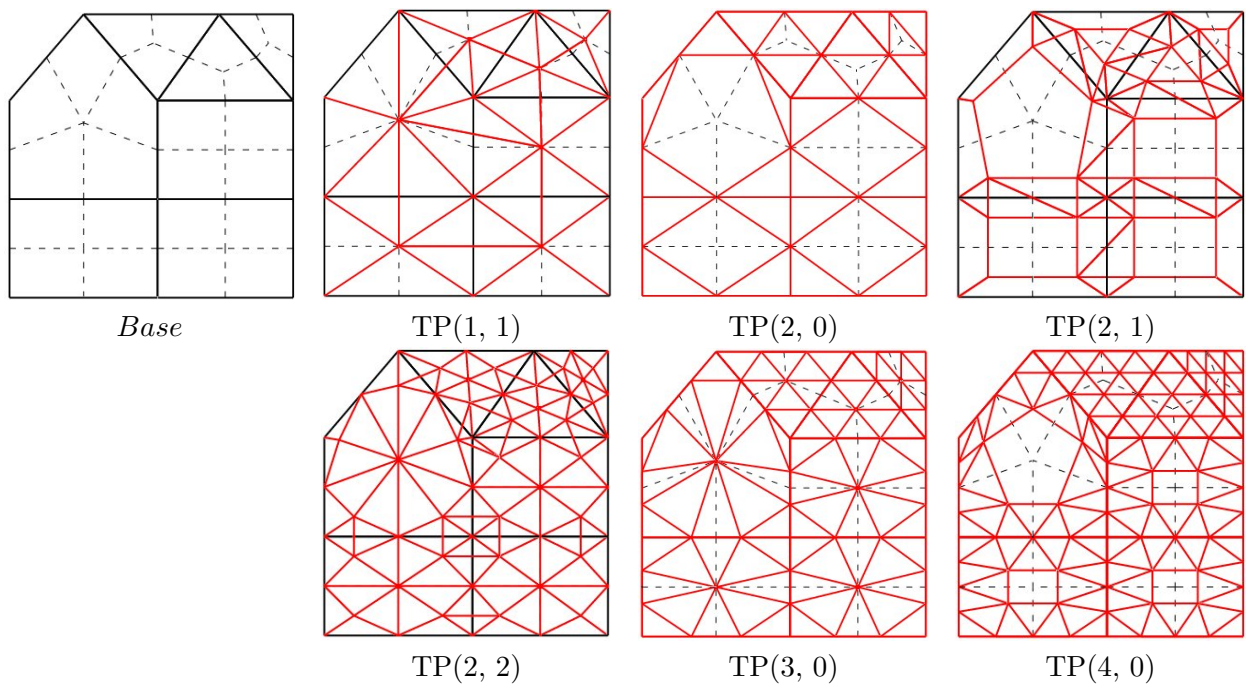 Base
TP(1, 1)
TP(2, 0)
TP(2, 1)
TP(2, 2)
TP(3, 0)
TP(4, 0)